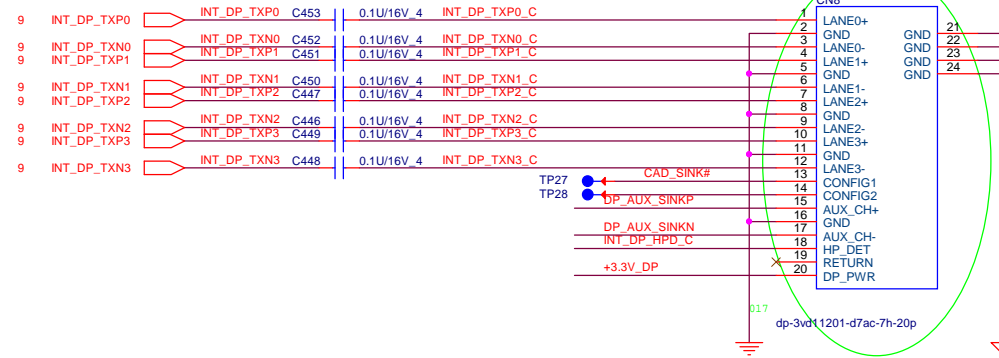 CN8
9 INT_DP_TXP0 INT_DP_TXP0 C453 0.1U/16V_4 INT_DP_TXP0_C 1 LANE0+
2 GND GND 21
9 INT_DP_TXN0 INT_DP_TXN0 C452 0.1U/16V_4 INT_DP_TXN0_C 3 LANE0- GND 22
9 INT_DP_TXP1 INT_DP_TXP1 C451 0.1U/16V_4 INT_DP_TXP1_C 4 LANE1+ GND 23
5 GND GND 24
9 INT_DP_TXN1 INT_DP_TXN1 C450 0.1U/16V_4 INT_DP_TXN1_C 6 LANE1-
9 INT_DP_TXP2 INT_DP_TXP2 C447 0.1U/16V_4 INT_DP_TXP2_C 7 LANE2+
8 GND
9 INT_DP_TXN2 INT_DP_TXN2 C446 0.1U/16V_4 INT_DP_TXN2_C 9 LANE2-
9 INT_DP_TXP3 INT_DP_TXP3 C449 0.1U/16V_4 INT_DP_TXP3_C 10 LANE3+
11 GND
9 INT_DP_TXN3 INT_DP_TXN3 C448 0.1U/16V_4 INT_DP_TXN3_C 12 LANE3-
TP27 CAD_SINK# 13 CONFIG1
TP28 14 CONFIG2
DP_AUX_SINKP 15 AUX_CH+
16 GND
DP_AUX_SINKN 17 AUX_CH-
INT_DP_HPD_C 18 HP_DET
19 RETURN
+3.3V_DP 20 DP_PWR
017
dp-3vd11201-d7ac-7h-20p